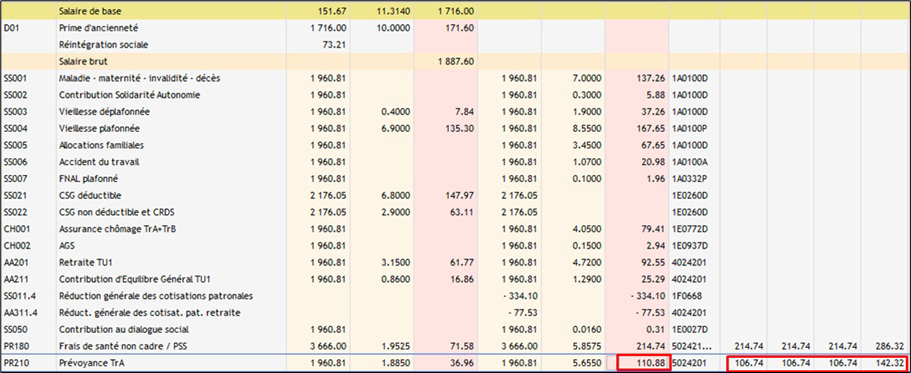 Salaire de base 151.67 11.3140 1 716.00
D01 Prime d'ancienneté 1 716.00 10.0000 171.60
Réintégration sociale 73.21
Salaire brut 1 887.60
SS001 Maladie - maternité - invalidité - décès 1 960.81 1 960.81 7.0000 137.26 1A0100D
SS002 Contribution Solidarité Autonomie 1 960.81 1 960.81 0.3000 5.88 1A0100D
SS003 Vieillesse déplafonnée 1 960.81 0.4000 7.84 1 960.81 1.9000 37.26 1A0100D
SS004 Vieillesse plafonnée 1 960.81 6.9000 135.30 1 960.81 8.5500 167.65 1A0100P
SS005 Allocations familiales 1 960.81 1 960.81 3.4500 67.65 1A0100D
SS006 Accident du travail 1 960.81 1 960.81 1.0700 20.98 1A0100A
SS007 FNAL plafonné 1 960.81 1 960.81 0.1000 1.96 1A0332P
SS021 CSG déductible 2 176.05 6.8000 147.97 2 176.05 1E0260D
SS022 CSG non déductible et CRDS 2 176.05 2.9000 63.11 2 176.05 1E0260D
CH001 Assurance chômage TrA+TrB 1 960.81 1 960.81 4.0500 79.41 1E0772D
CH002 AGS 1 960.81 1 960.81 0.1500 2.94 1E0937D
AA201 Retraite TU1 1 960.81 3.1500 61.77 1 960.81 4.7200 92.55 4024201
AA211 Contribution d'Equilibre Général TU1 1 960.81 0.8600 16.86 1 960.81 1.2900 25.29 4024201
SS011.4 Réduction générale des cotisations patronales - 334.10 - 334.10 1F0668
AA311.4 Réduct. générale des cotisat. pat. retraite - 77.53 - 77.53 4024201
SS050 Contribution au dialogue social 1 960.81 1 960.81 0.0160 0.31 1E0027D
PR180 Frais de santé non cadre / PSS 3 666.00 1.9525 71.58 3 666.00 5.8575 214.74 502421... 214.74 214.74 214.74 286.32
PR210 Prévoyance TrA 1 960.81 1.8850 36.96 1 960.81 5.6550 110.88 5024201 106.74 106.74 106.74 142.32